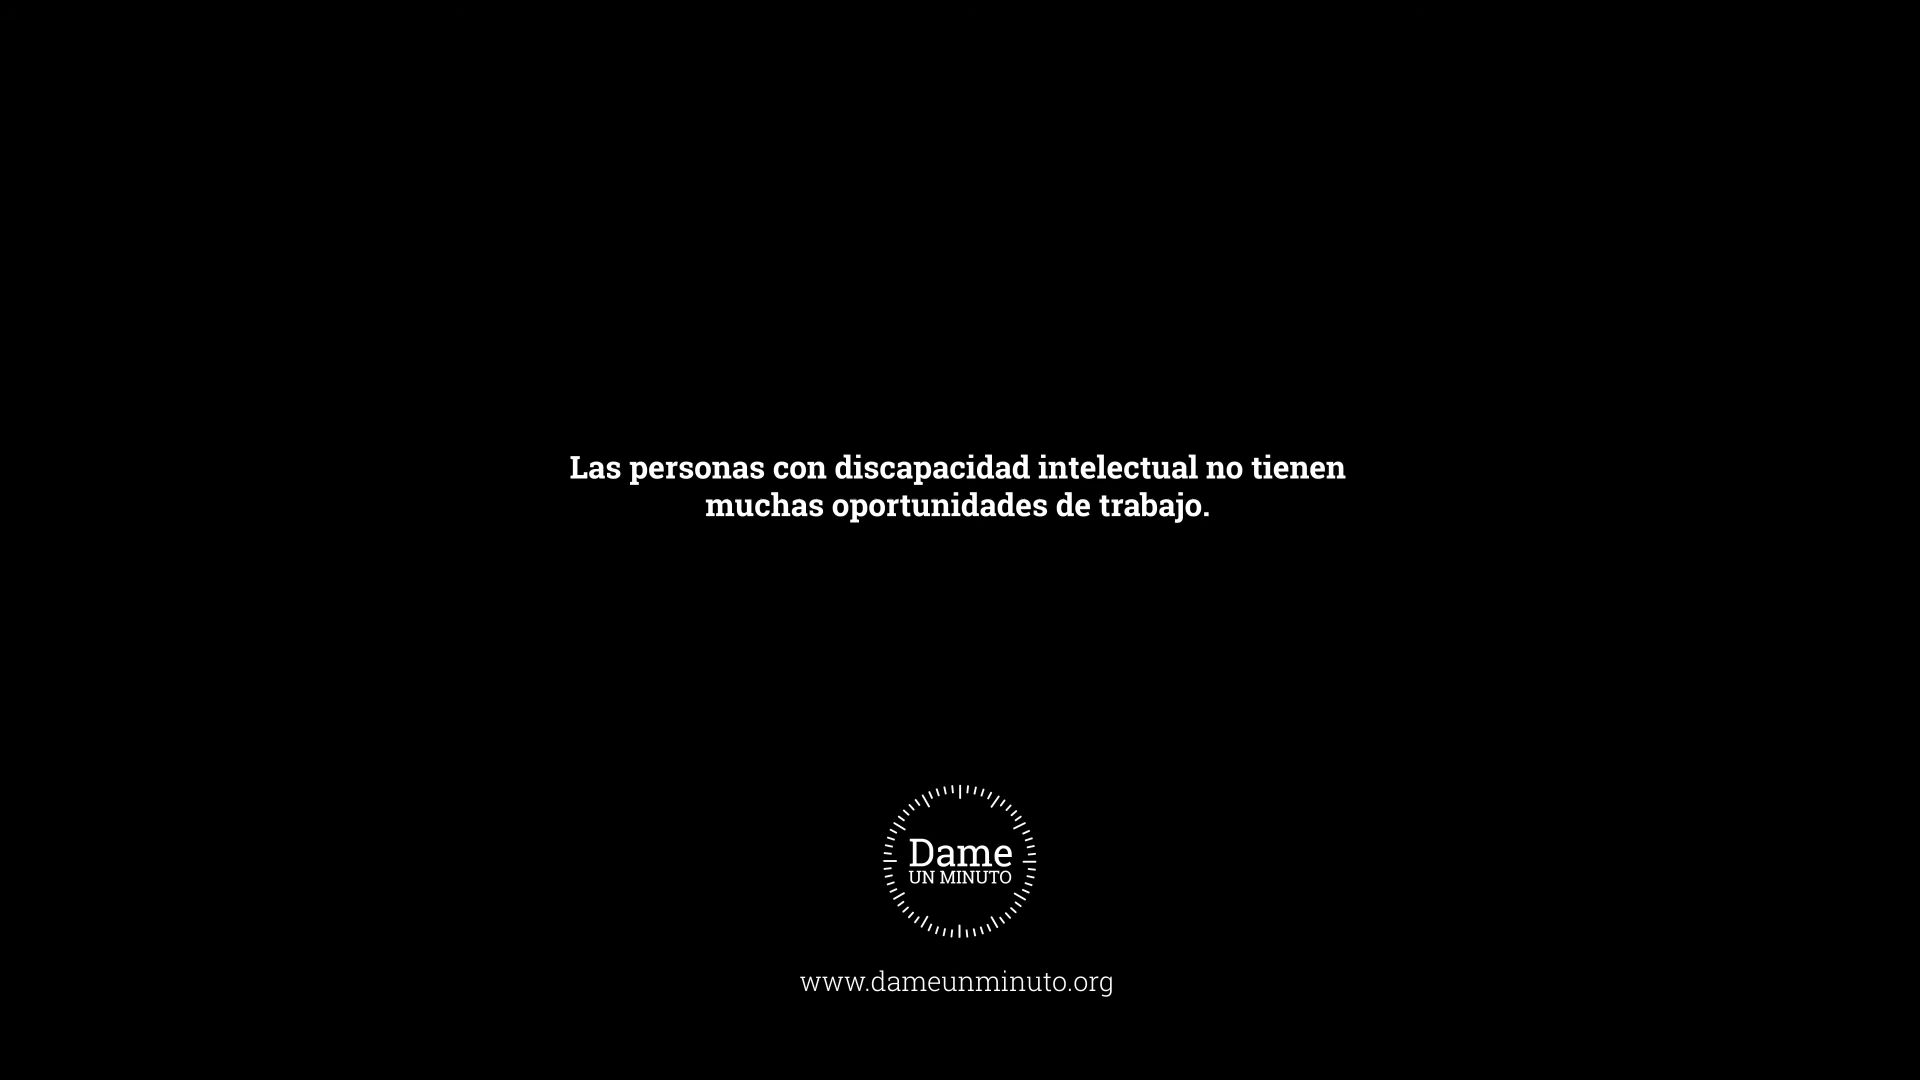 Las personas con discapacidad intelectual no tienen
muchas oportunidades de trabajo.
Dame
UN MINUTO
www.dameunminuto.org